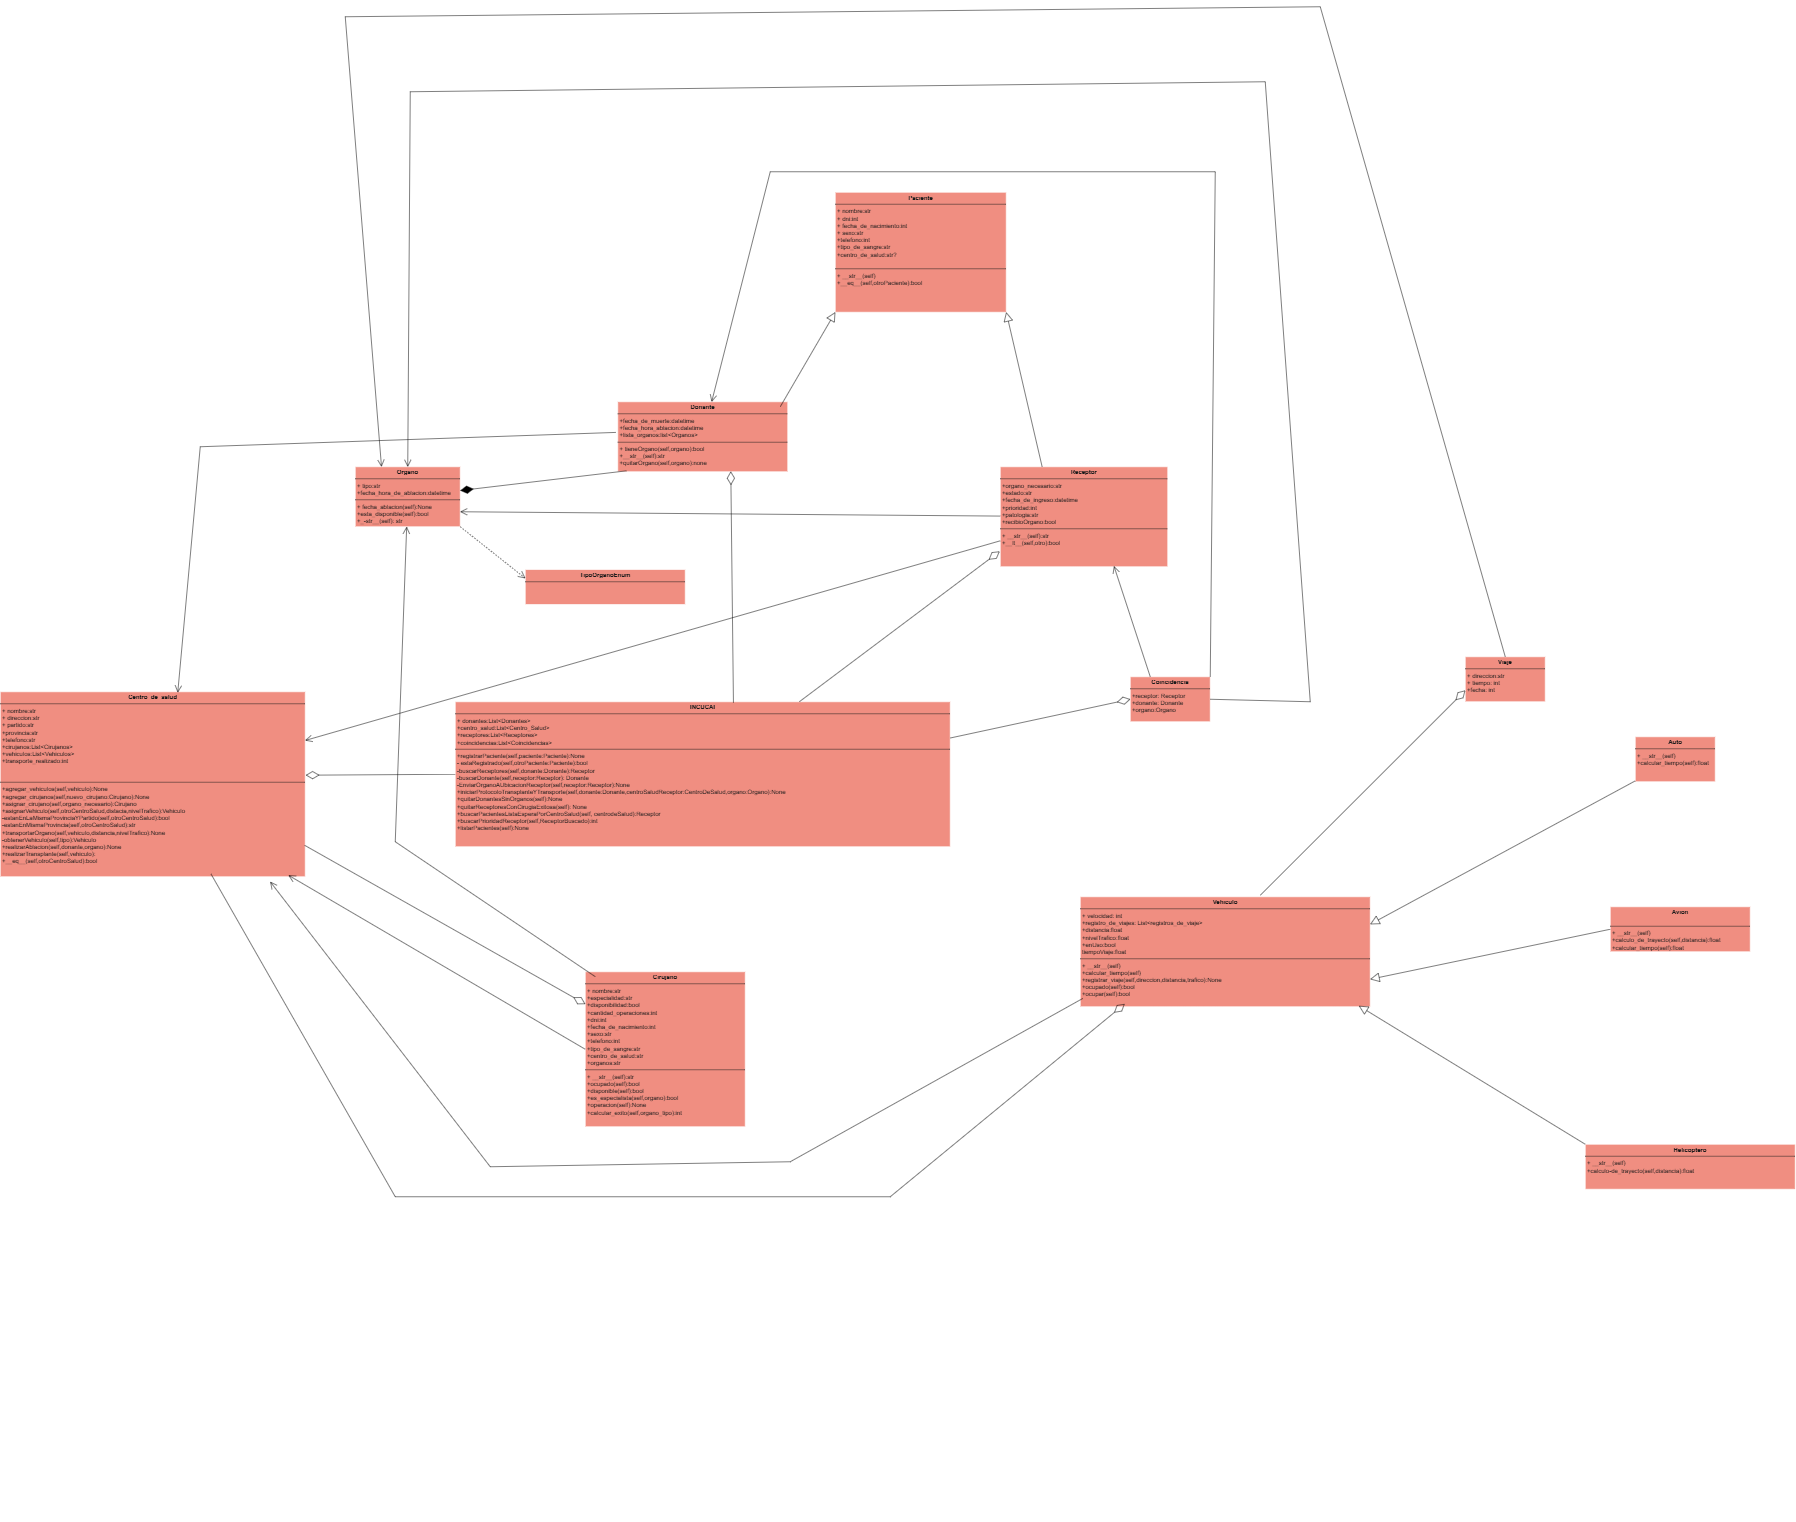 Paciente
+ nombre:str
+ dni:int
+ fecha_de_nacimiento:int
+ sexo:str
+telefono:int
+tipo_de_sangre:str
+centro_de_salud:str?
+ __str__(self)
+__eq__(self,otroPaciente):bool
Donante
+fecha_de_muerte:datetime
+fecha_hora_ablacion:datetime
+lista_organos:list<Organos>
+ tieneOrgano(self,organo):bool
+__str__(self):str
+quitarOrgano(self,organo):none
Organo
+ tipo:str
+fecha_hora_de_ablacion:datetime
+ fecha_ablacion(self):None
+esta_disponible(self):bool
+ _-str__(self): str
Receptor
+organo_necesario:str
+estado:str
+fecha_de_ingreso:datetime
+prioridad:int
+patologia:str
+recibioOrgano:bool
+ __str__(self):str
+__lt__(self,otro):bool
TipoOrganoEnum
Viaje
+ direccion:str
+ tiempo: int
+fecha: int
Coincidencia
+receptor: Receptor
+donante: Donante
+organo:Organo
Centro_de_salud
+ nombre:str
+ direccion:str
+ partido:str
+provincia:str
+telefono:str
+cirujanos:List<Cirujanos>
+vehiculos:List<Vehiculos>
+transporte_realizado:int
+agregar_vehiculos(self,vehiculo):None
+agregar_cirujanos(self,nuevo_cirujano:Cirujano):None
+asignar_cirujano(self,organo_necesario):Cirujano
+asignarVehiculo(self,otroCentroSalud,distacia,nivelTrafico):Vehiculo
-estanEnLaMismaProvinciaYPartido(self,otroCentroSalud):bool
-estanEnMismaProvincia(self,otroCentroSalud):str
+transportarOrgano(self,vehiculo,distancia,nivelTrafico):None
-obtenerVehiculo(self,tipo):Vehiculo
+realizarAblacion(self,donante,organo):None
+realizarTransplante(self,vehiculo):
+__eq__(self,otroCentroSalud):bool
INCUCAI
+ donantes:List<Donantes>
+centro_salud:List<Centro_Salud>
+receptores:List<Receptores>
+coincidencias:List<Coincidencias>
+registrarPaciente(self,paciente:Paciente):None
- estaRegistrado(self,otroPaciente:Paciente):bool
-buscarReceptores(self,donante:Donante):Receptor
-buscarDonante(self,receptor:Receptor): Donante
-EnviarOrganoAUbicacionReceptor(self,receptor:Receptor):None
+iniciarProtocoloTransplanteYTransporte(self,donante:Donante,centroSaludReceptor:CentroDeSalud,organo:Organo):None
+quitarDonantesSinOrganos(self):None
+quitarReceptoresConCirugiaExitosa(self): None
+buscarPacientesListaEsperaPorCentroSalud(self, centrodeSalud):Receptor
+buscarPrioridadReceptor(self,ReceptorBuscado):int
+listarPacientes(self):None
Auto
+ __str__(self)
+calcular_tiempo(self):float
Vehiculo
+ velocidad: int
+registro_de_viajes: List<registros_de_viaje>
+distancia:float
+nivelTrafico:float
+enUso:bool
tiempoViaje:float
+ __str__(self)
+calcular_tiempo(self)
+registrar_viaje(self,direccion,distancia,trafico):None
+ocupado(self):bool
+ocupar(self):bool
Avion
+ __str__(self)
+calculo_de_trayecto(self,distancia):float
+calcular_tiempo(self):float
Cirujano
+ nombre:str
+especialidad:str
+disponibilidad:bool
+cantidad_operaciones:int
+dni:int
+fecha_de_nacimiento:int
+sexo:str
+telefono:int
+tipo_de_sangre:str
+centro_de_salud:str
+organos:str
+ __str__(self):str
+ocupado(self):bool
+disponible(self):bool
+es_especialista(self,organo):bool
+operacion(self):None
+calcular_exito(self,organo_tipo):int
Helicoptero
+ __str__(self)
+calculo-de_trayecto(self,distancia):float